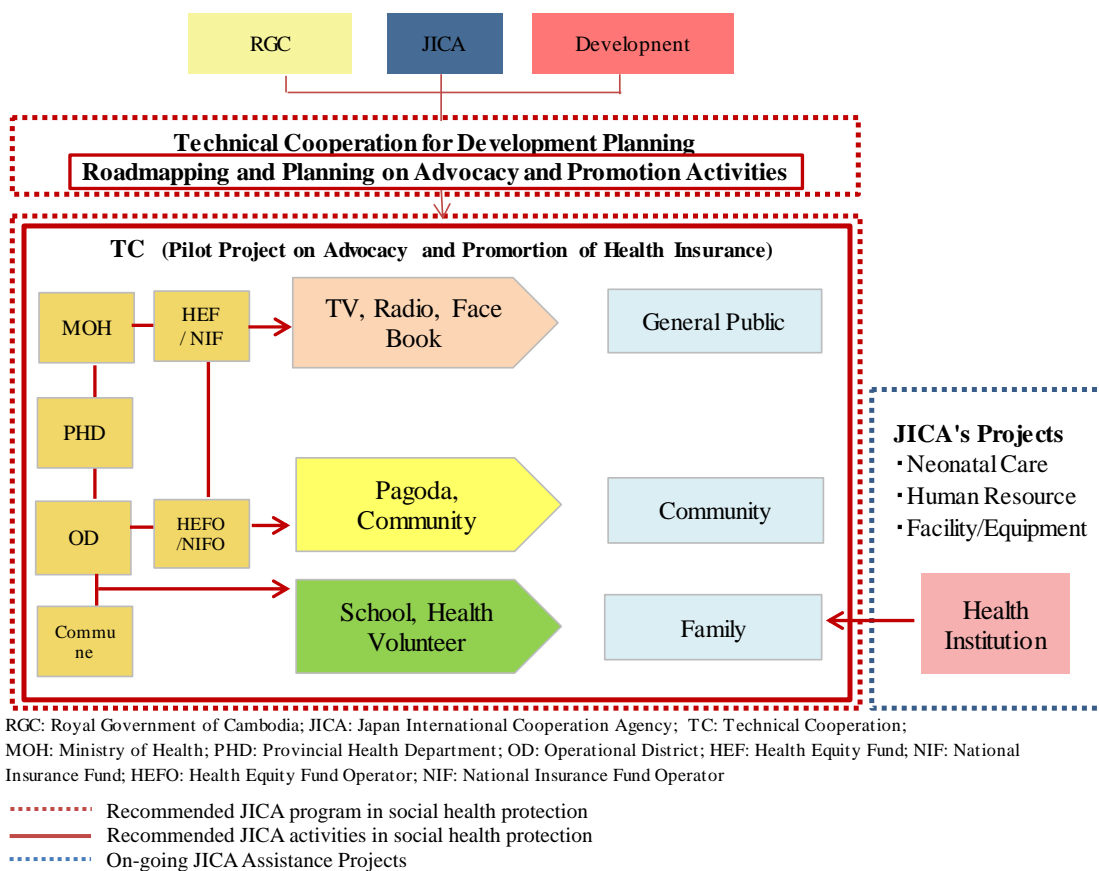 RGC
JICA
Development
Technical Cooperation for Development Planning
Roadmapping and Planning on Advocacy and Promotion Activities
TC (Pilot Project on Advocacy and Promortion of Health Insurance)
MOH
HEF
/ NIF
TV, Radio, Face
Book
General Public
PHD
OD
HEFO
/NIFO
Pagoda,
Community
Community
Commu
ne
School, Health
Volunteer
Family
JICA's Projects
・Neonatal Care
・Human Resource
・Facility/Equipment
Health
Institution
RGC: Royal Government of Cambodia; JICA: Japan International Cooperation Agency; TC: Technical Cooperation;
MOH: Ministry of Health; PHD: Provincial Health Department; OD: Operational District; HEF: Health Equity Fund; NIF: National
Insurance Fund; HEFO: Health Equity Fund Operator; NIF: National Insurance Fund Operator
Recommended JICA program in social health protection
Recommended JICA activities in social health protection
On-going JICA Assistance Projects